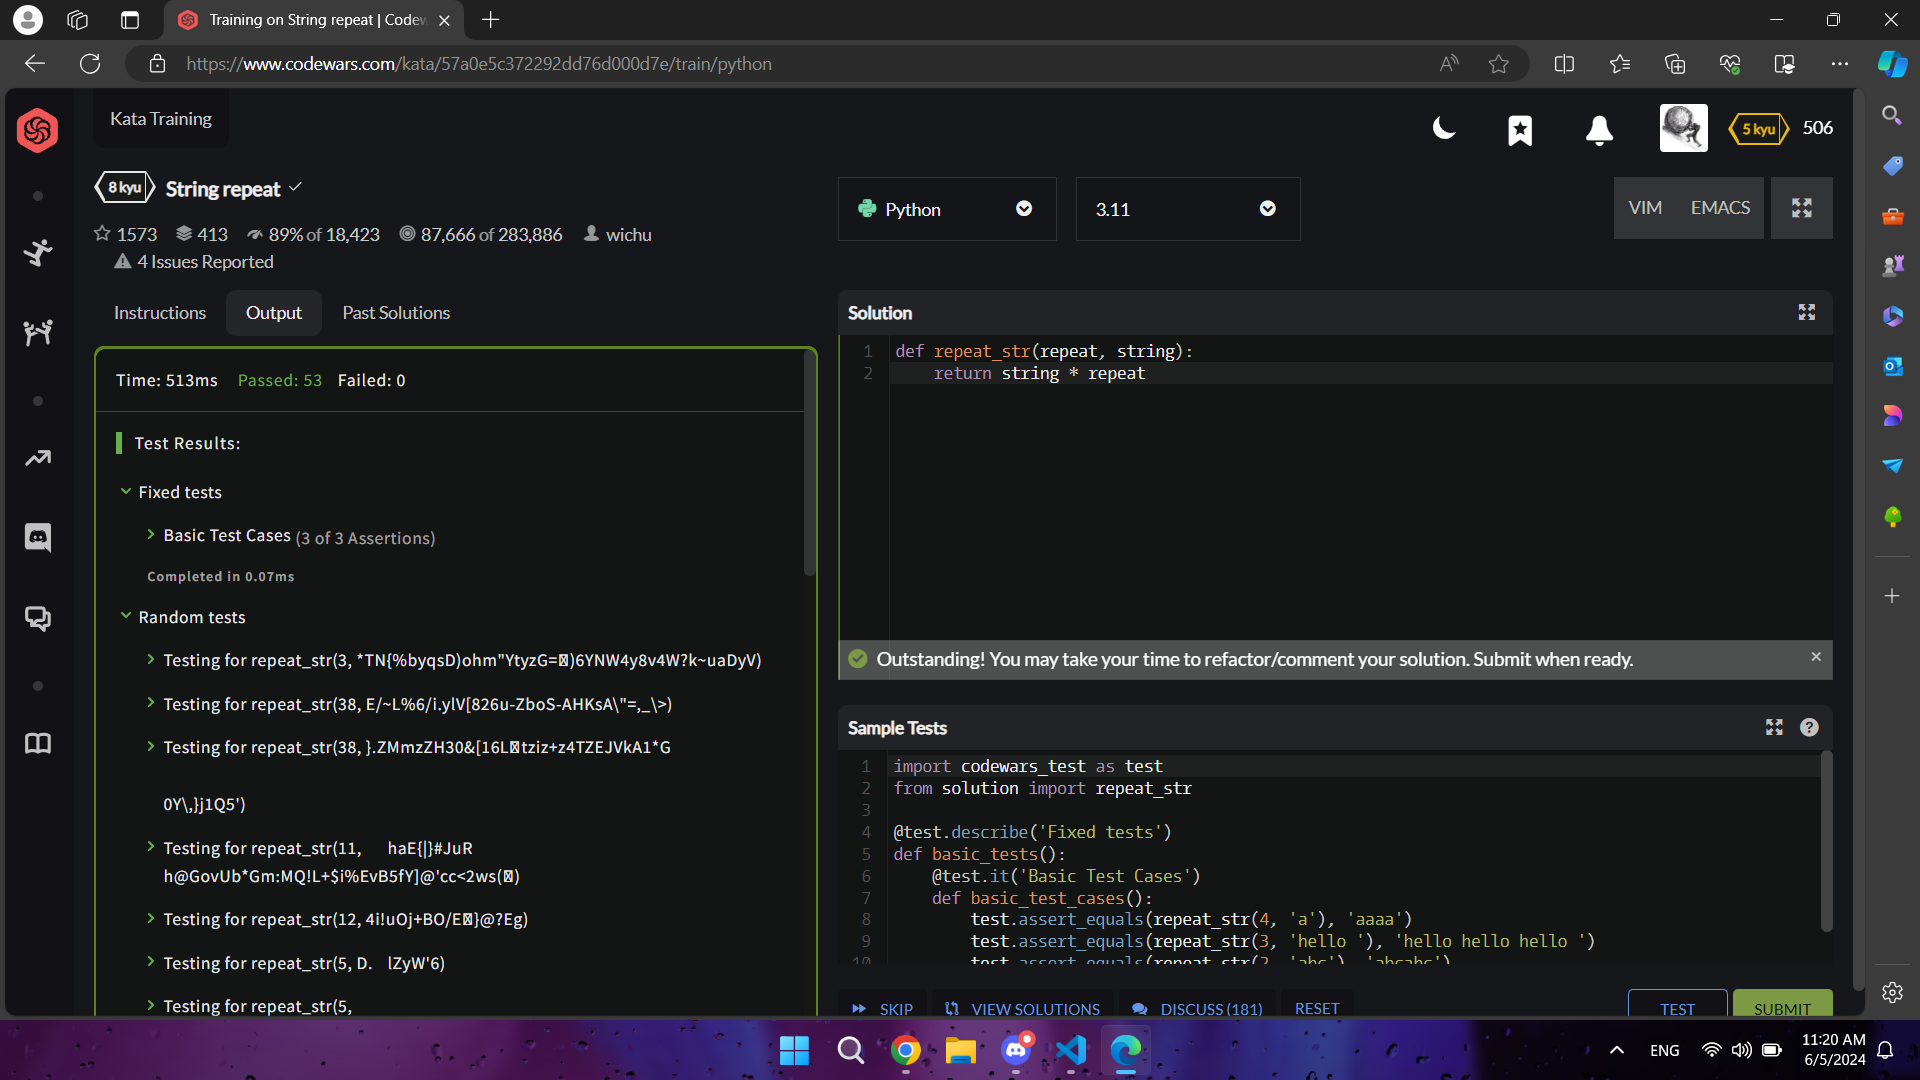 Training on String repeat | Codew
https://www.codewars.com/kata/57a0e5c372292dd76d000d7e/train/python
Kata Training
5 kyu 506
8 kyu String repeat
1573 413 89% of 18,423 87,666 of 283,886 wichu
4 Issues Reported
Python 3.11 VIM EMACS
Instructions Output Past Solutions
Time: 513ms Passed: 53 Failed: 0
Test Results:
Fixed tests
Basic Test Cases (3 of 3 Assertions)
Completed in 0.07ms
Random tests
Testing for repeat_str(3, *TN{%byqsD)ohm"YtyzG=)6YNW4y8v4W?k~uaDyV)
Testing for repeat_str(38, E/~L%6/i.ylV[826u-ZboS-AHKsA\"=,_\>)
Testing for repeat_str(38, }.ZMmzZH30&[16Ltziz+z4TZEJVkA1*G
0Y\,}j1Q5')
Testing for repeat_str(11, haE{|}#JuR
h@GovUb*Gm:MQ!L+$i%EvB5fY]@'cc<2ws()
Testing for repeat_str(12, 4i!uOj+BO/E}@?Eg)
Testing for repeat_str(5, D. lZyW'6)
Testing for repeat_str(5,
Solution
1 def repeat_str(repeat, string):
2 return string * repeat
Outstanding! You may take your time to refactor/comment your solution. Submit when ready.
Sample Tests
1 import codewars_test as test
2 from solution import repeat_str
3
4 @test.describe('Fixed tests')
5 def basic_tests():
6 @test.it('Basic Test Cases')
7 def basic_test_cases():
8 test.assert_equals(repeat_str(4, 'a'), 'aaaa')
9 test.assert_equals(repeat_str(3, 'hello '), 'hello hello hello ')
10 test.assert_equals(repeat_str(2, 'abc'), 'abcabc')
SKIP VIEW SOLUTIONS DISCUSS (181) RESET TEST SUBMIT
ENG
11:20 AM
6/5/2024